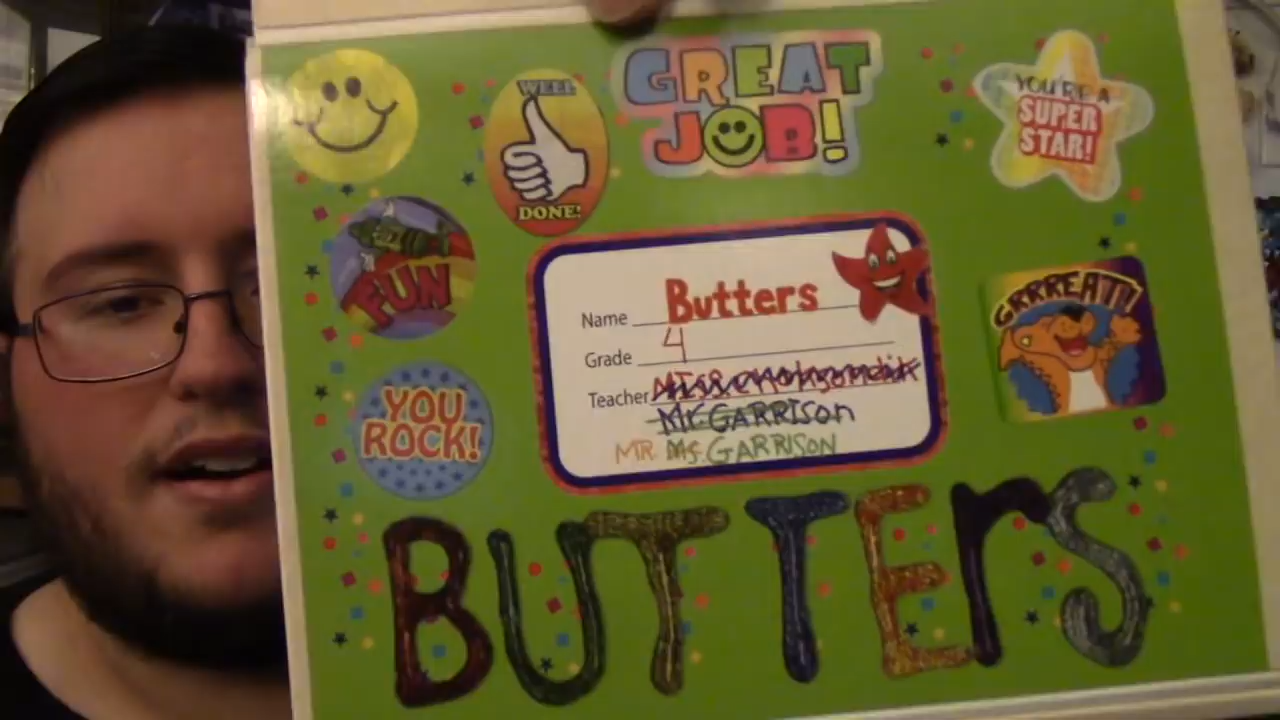 WELL
DONE!
GREAT
JOB!
YOU'RE A
SUPER
STAR!
FUN
GRRREAT!
YOU
ROCK!
Name Butters
Grade 4
Teacher Miss
Mr. GARRISON
MR. Ms. GARRISON
BUTTErS